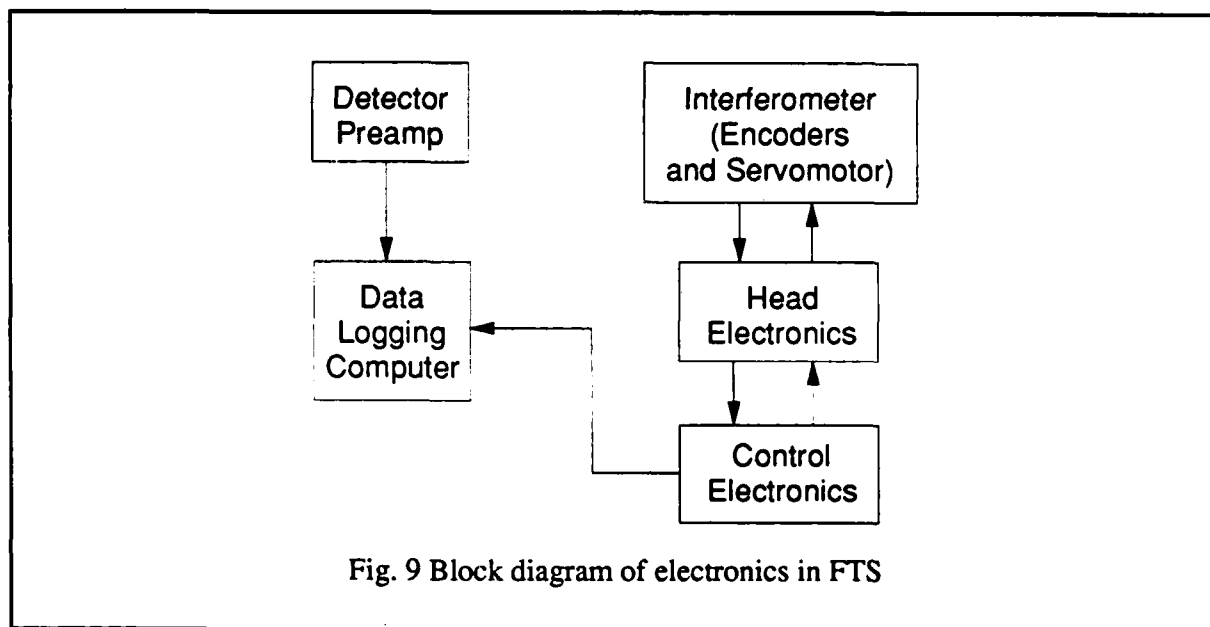 Detector
Preamp
Interferometer
(Encoders
and Servomotor)
Data
Logging
Computer
Head
Electronics
Control
Electronics
Fig. 9 Block diagram of electronics in FTS